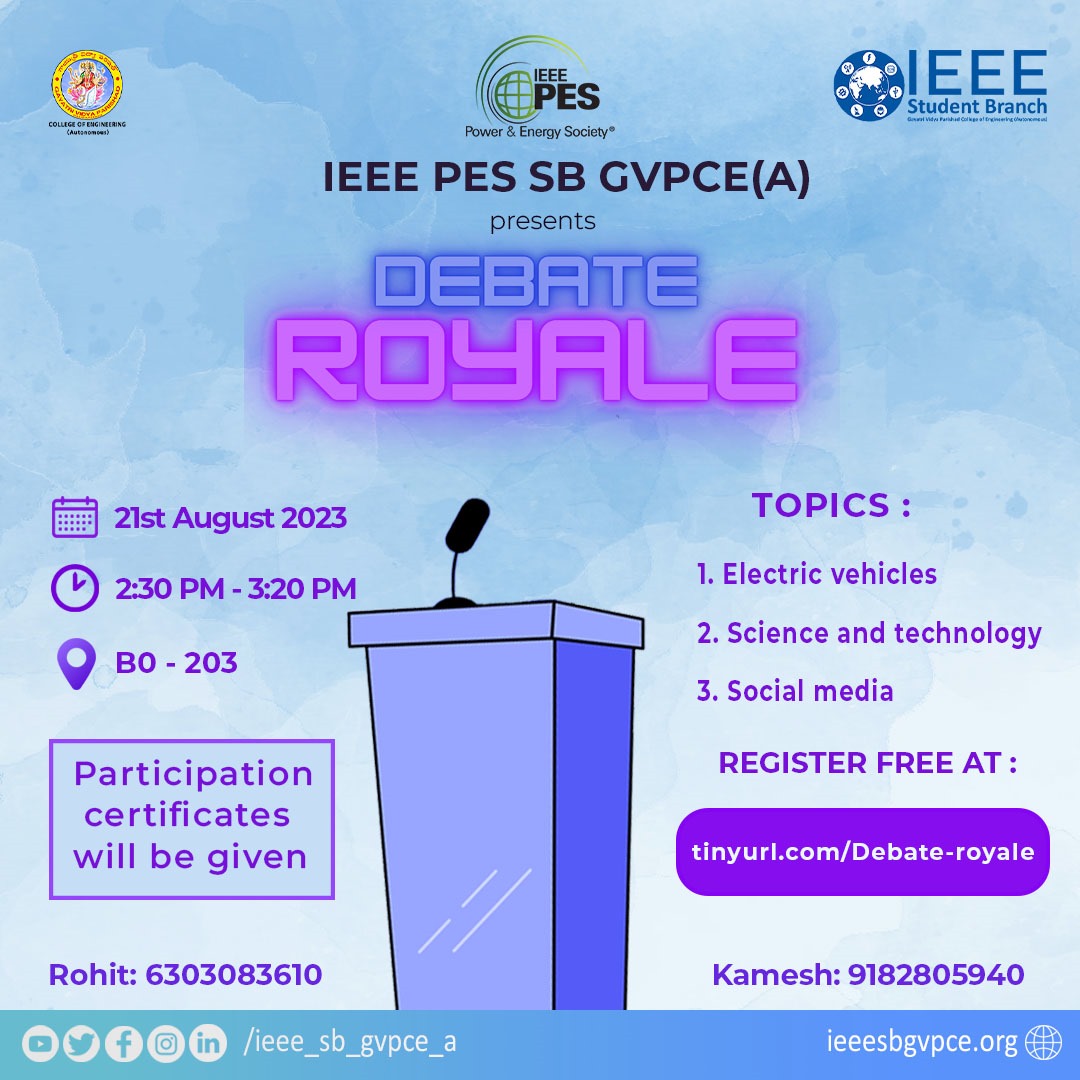 GAYATRI VIDYA PARISHAD
COLLEGE OF ENGINEERING
(Autonomous)
IEEE
PES
Power & Energy Society®
IEEE
Student Branch
Gayatri Vidya Parishad College of Engineering (Autonomous)
IEEE PES SB GVPCE(A)
presents
DEBATE
ROYALE
21st August 2023
2:30 PM - 3:20 PM
B0 - 203
Participation
certificates
will be given
TOPICS :
1. Electric vehicles
2. Science and technology
3. Social media
REGISTER FREE AT :
tinyurl.com/Debate-royale
Rohit: 6303083610
Kamesh: 9182805940
/ieee_sb_gvpce_a
ieeesbgvpce.org